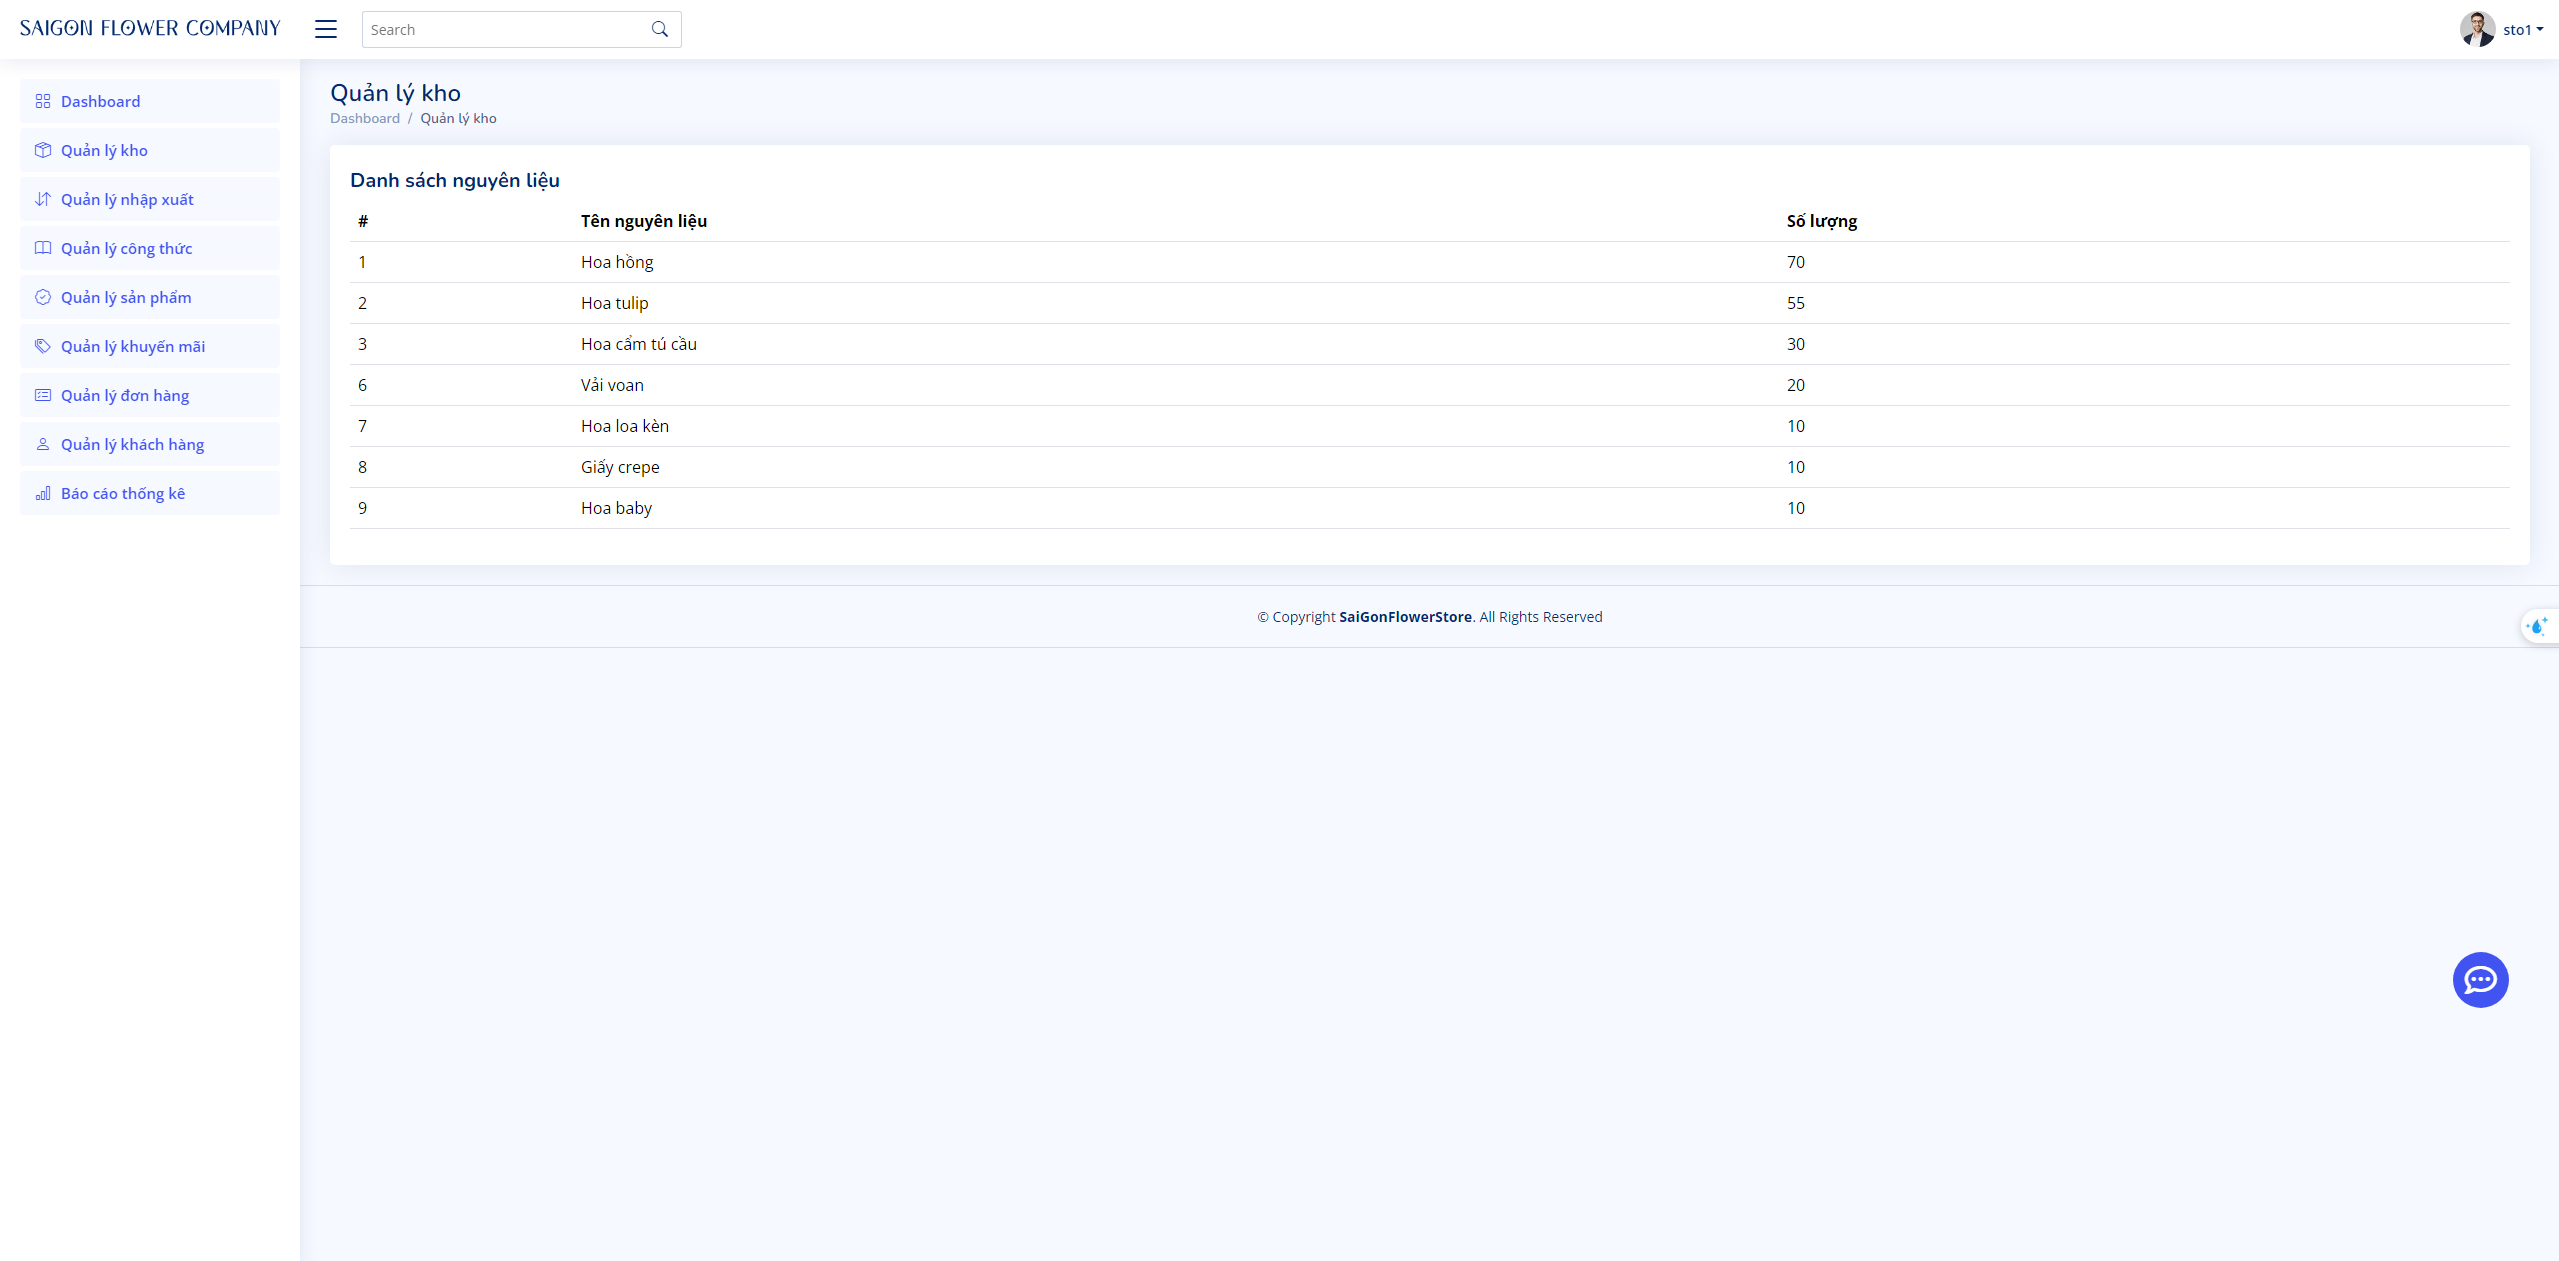 SAIGON FLOWER COMPANY
Search
sto1
Dashboard
Quản lý kho
Quản lý nhập xuất
Quản lý công thức
Quản lý sản phẩm
Quản lý khuyến mãi
Quản lý đơn hàng
Quản lý khách hàng
Báo cáo thống kê
Quản lý kho
Dashboard / Quản lý kho
Danh sách nguyên liệu
# Tên nguyên liệu Số lượng
1 Hoa hồng 70
2 Hoa tulip 55
3 Hoa cẩm tú cầu 30
6 Vải voan 20
7 Hoa loa kèn 10
8 Giấy crepe 10
9 Hoa baby 10
© Copyright SaiGonFlowerStore. All Rights Reserved